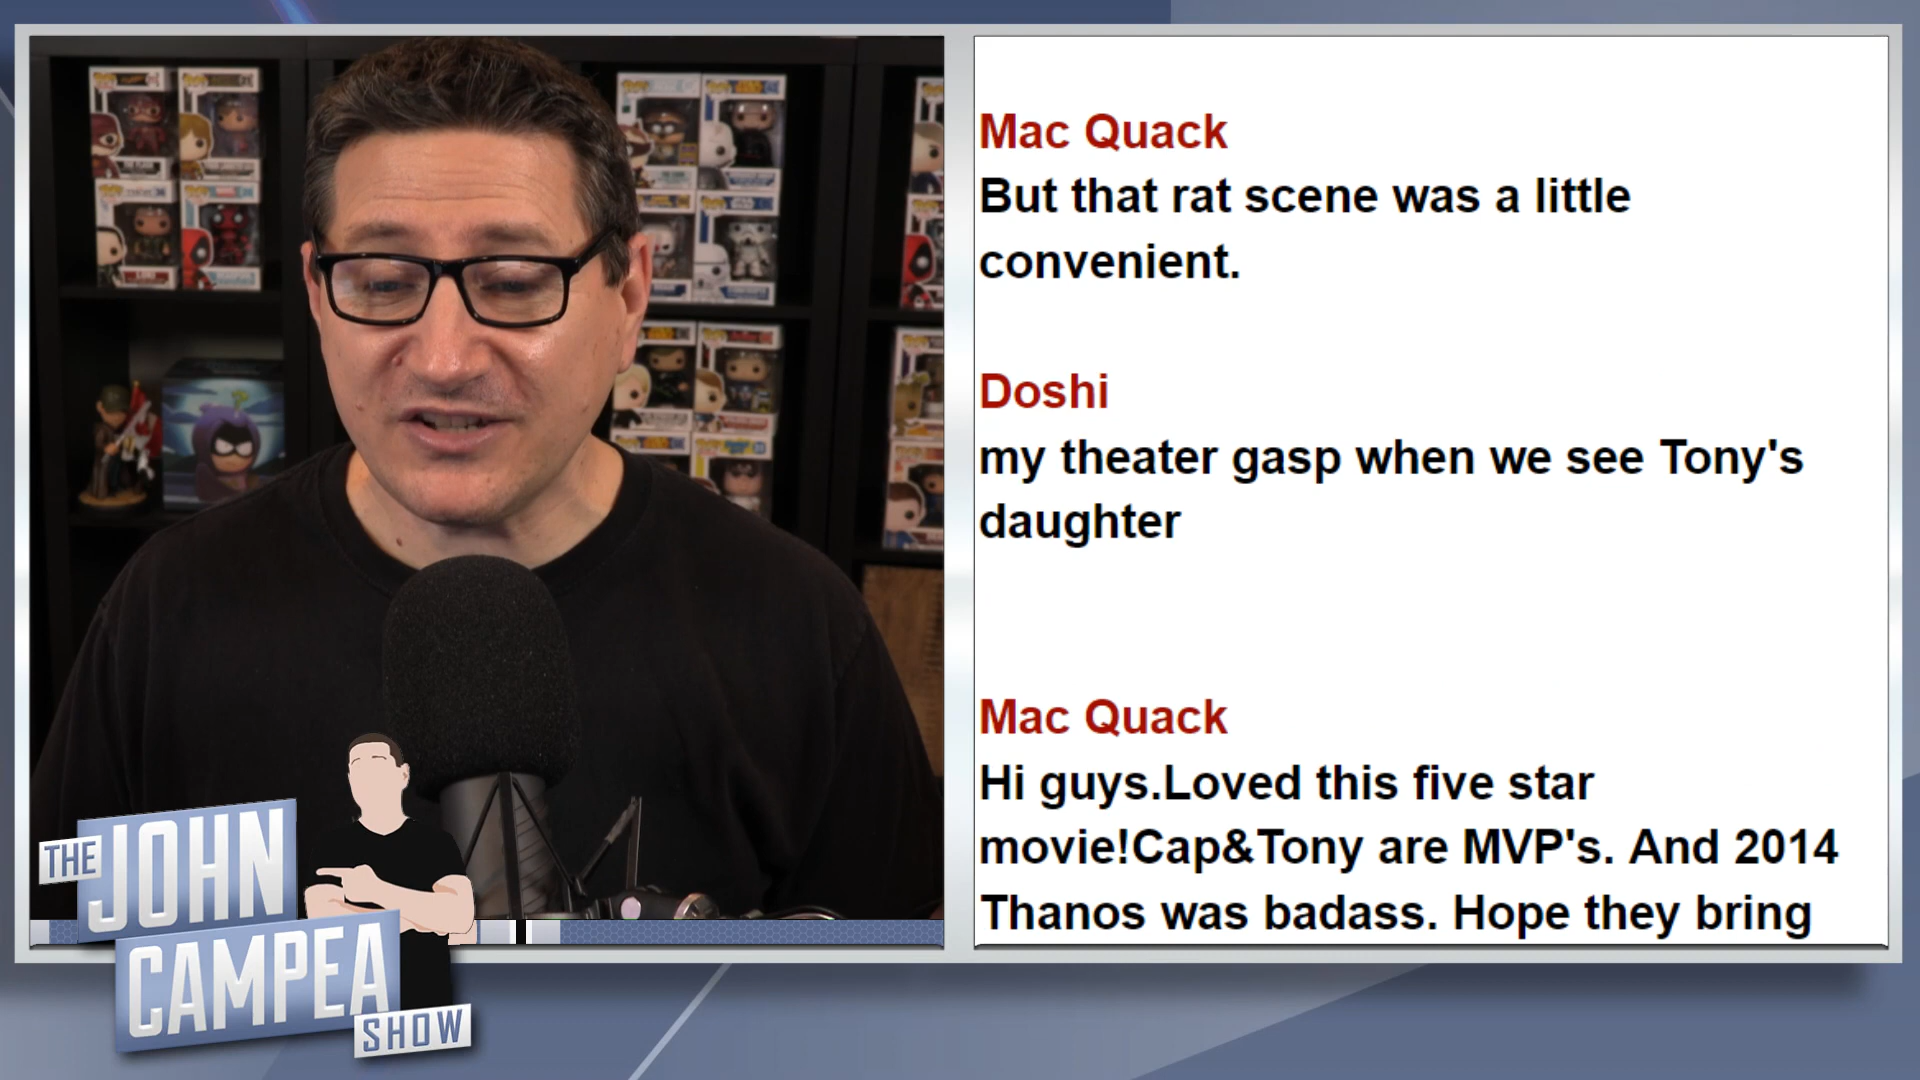 Mac Quack
But that rat scene was a little
convenient.
Doshi
my theater gasp when we see Tony's
daughter
Mac Quack
Hi guys.Loved this five star
movie!Cap&Tony are MVP's. And 2014
Thanos was badass. Hope they bring
THE
JOHN
CAMPEA
SHOW